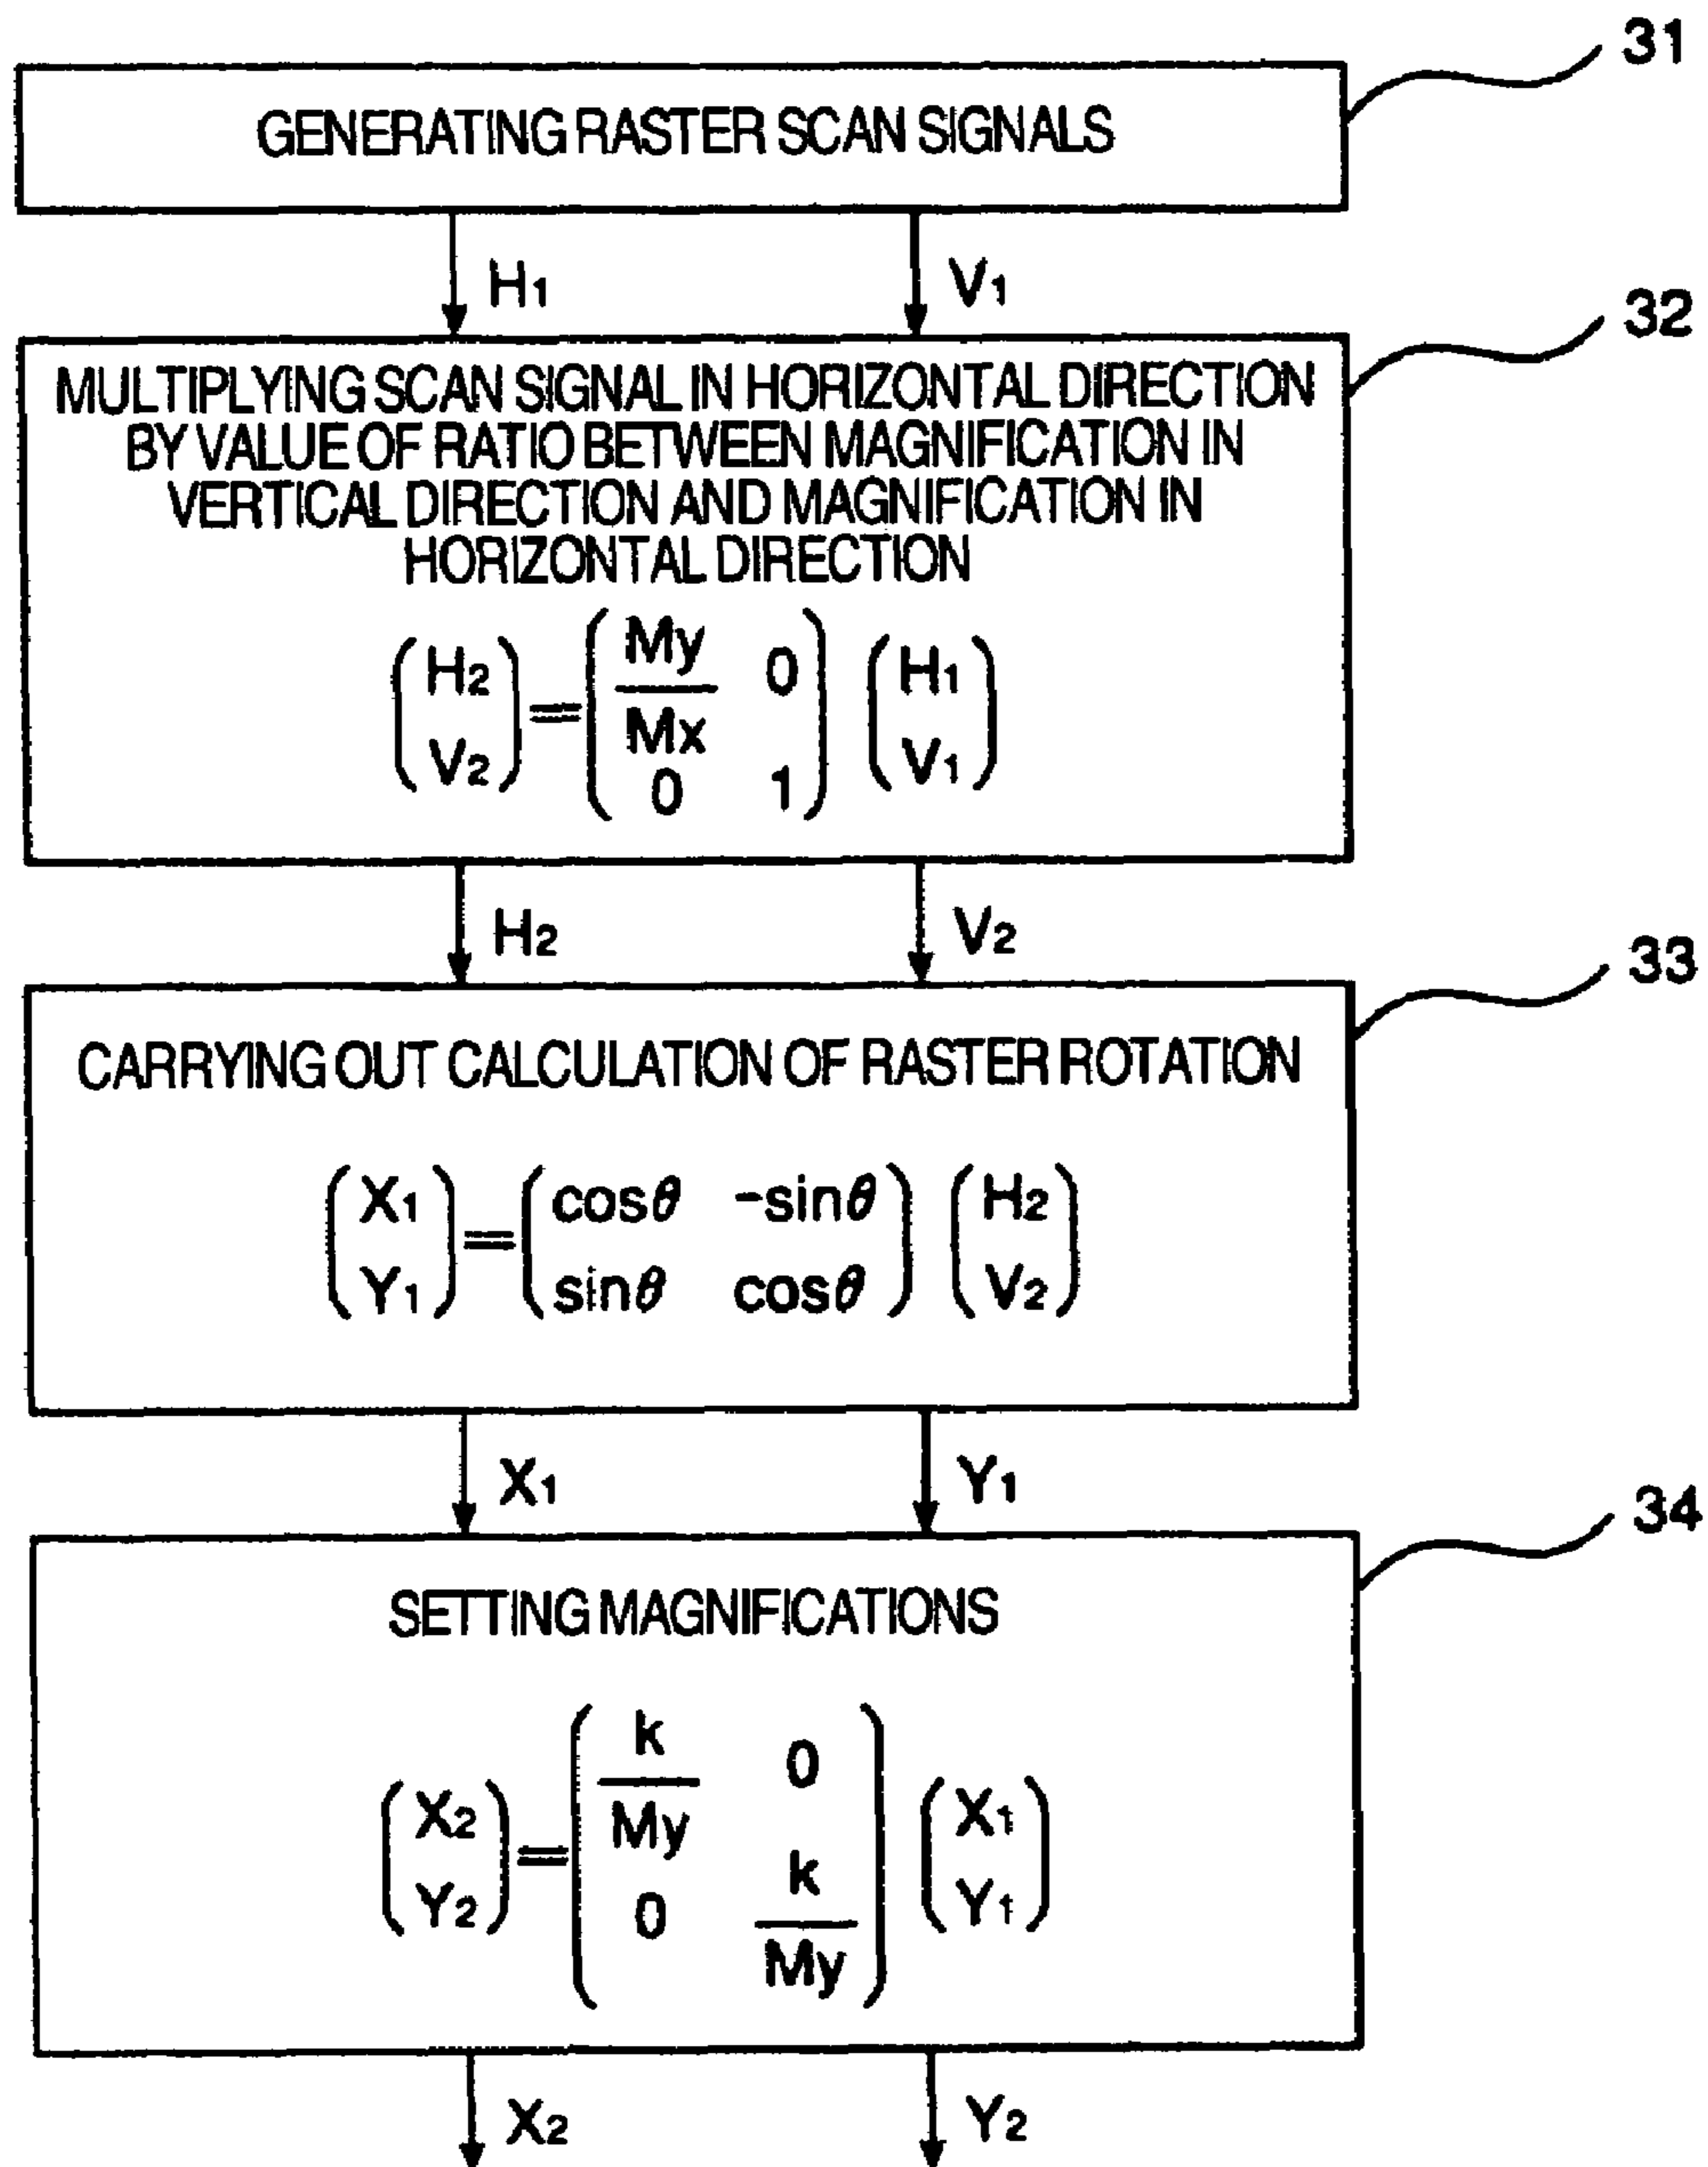 31
GENERATING RASTER SCAN SIGNALS
H1 V1
32
MULTIPLYING SCAN SIGNAL IN HORIZONTAL DIRECTION
BY VALUE OF RATIO BETWEEN MAGNIFICATION IN
VERTICAL DIRECTION AND MAGNIFICATION IN
HORIZONTAL DIRECTION
(H2 V2) = (My/Mx 0 0 1) (H1 V1)
H2 V2
33
CARRYING OUT CALCULATION OF RASTER ROTATION
(X1 Y1) = (cosθ -sinθ sinθ cosθ) (H2 V2)
X1 Y1
34
SETTING MAGNIFICATIONS
(X2 Y2) = (k/My 0 0 k/My) (X1 Y1)
X2 Y2